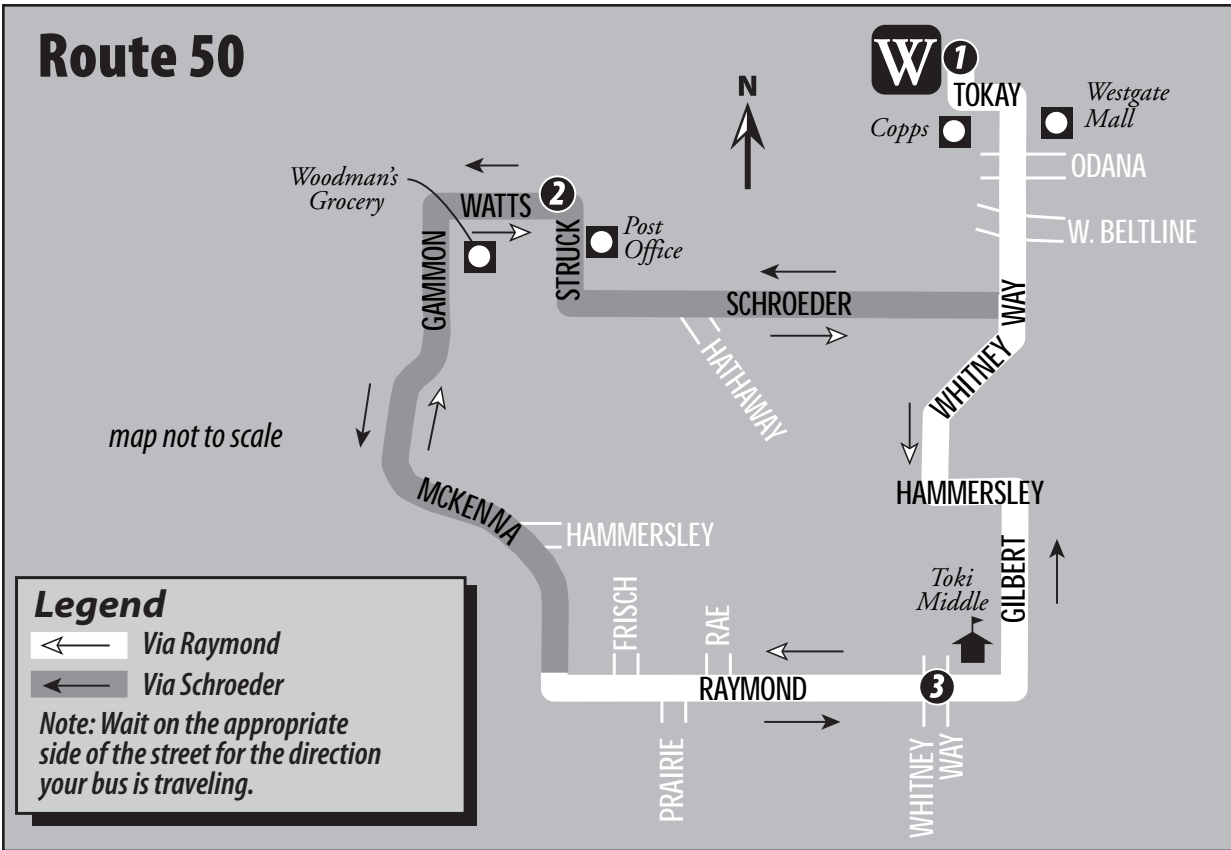 Route 50
W
1
TOKAY
N
Copps
Westgate
Mall
ODANA
W. BELTLINE
Woodman's
Grocery
WATTS
2
STRUCK
Post
Office
GAMMON
SCHROEDER
HATHAWAY
WHITNEY
WAY
map not to scale
MCKENNA
HAMMERSLEY
HAMMERSLEY
GILBERT
Toki
Middle
FRISCH
RAE
RAYMOND
3
PRAIRIE
WHITNEY
WAY
Legend
Via Raymond
Via Schroeder
Note: Wait on the appropriate
side of the street for the direction
your bus is traveling.